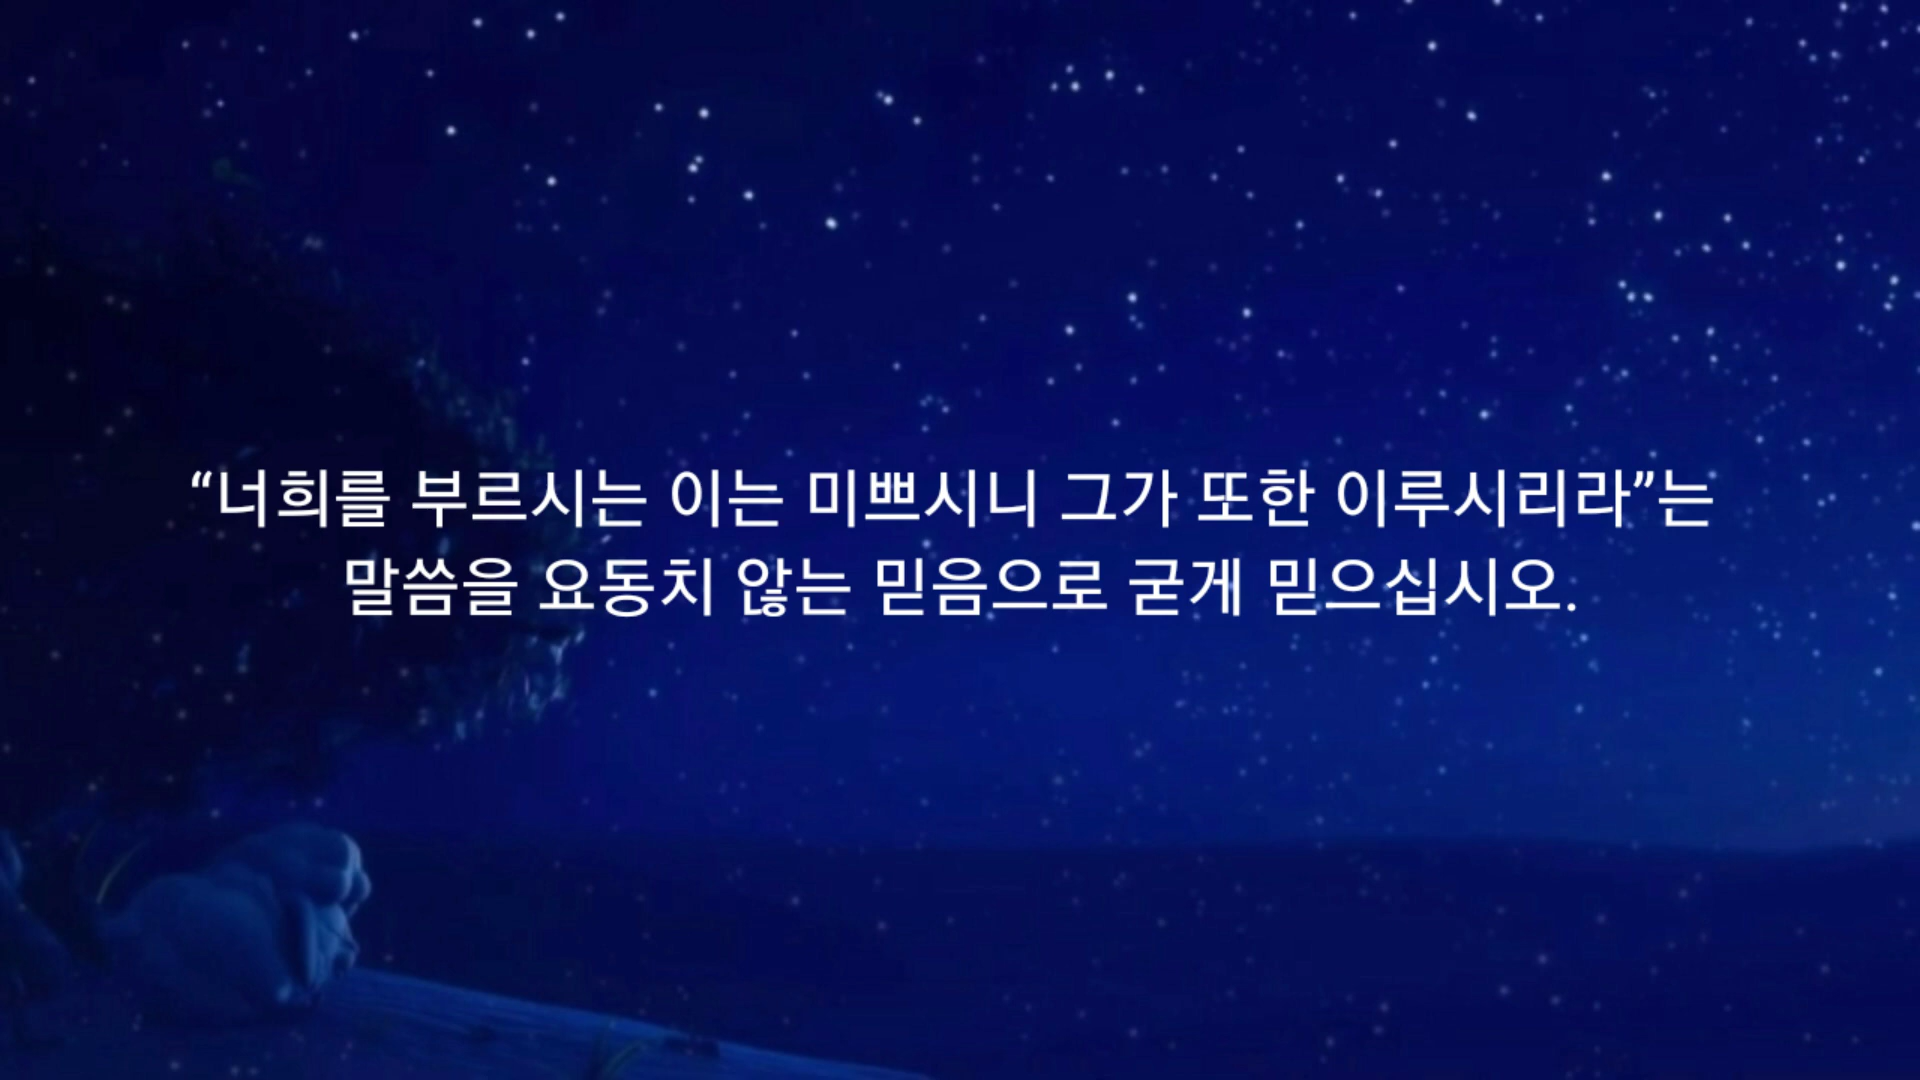 “너희를 부르시는 이는 미쁘시니 그가 또한 이루시리라”는
말씀을 요동치 않는 믿음으로 굳게 믿으십시오.